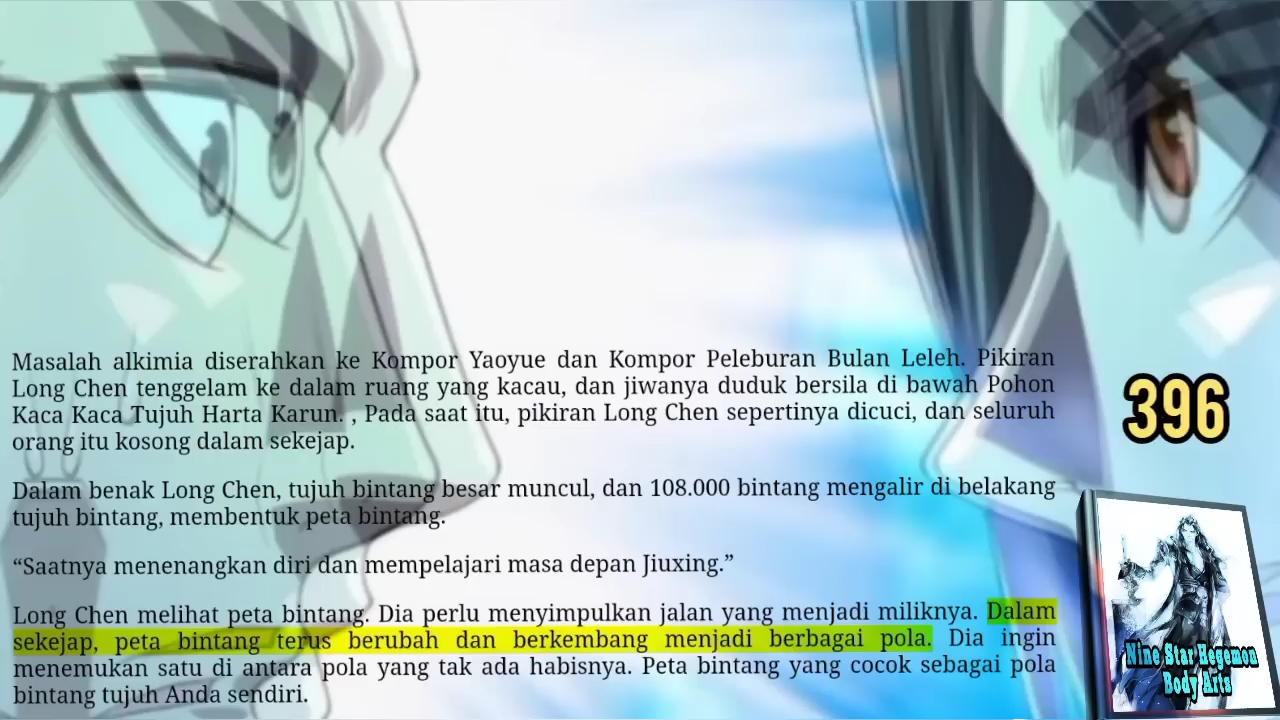 Masalah alkimia diserahkan ke Kompor Yaoyue dan Kompor Peleburan Bulan Leleh. Pikiran
Long Chen tenggelam ke dalam ruang yang kacau, dan jiwanya duduk bersila di bawah Pohon
Kaca Kaca Tujuh Harta Karun. , Pada saat itu, pikiran Long Chen sepertinya dicuci, dan seluruh
orang itu kosong dalam sekejap.
Dalam benak Long Chen, tujuh bintang besar muncul, dan 108.000 bintang mengalir di belakang
tujuh bintang, membentuk peta bintang.
“Saatnya menenangkan diri dan mempelajari masa depan Jiuxing.”
Long Chen melihat peta bintang. Dia perlu menyimpulkan jalan yang menjadi miliknya. Dalam
sekejap, peta bintang terus berubah dan berkembang menjadi berbagai pola. Dia ingin
menemukan satu di antara pola yang tak ada habisnya. Peta bintang yang cocok sebagai pola
bintang tujuh Anda sendiri.
396
Nine Star Hegemon
Body Arts